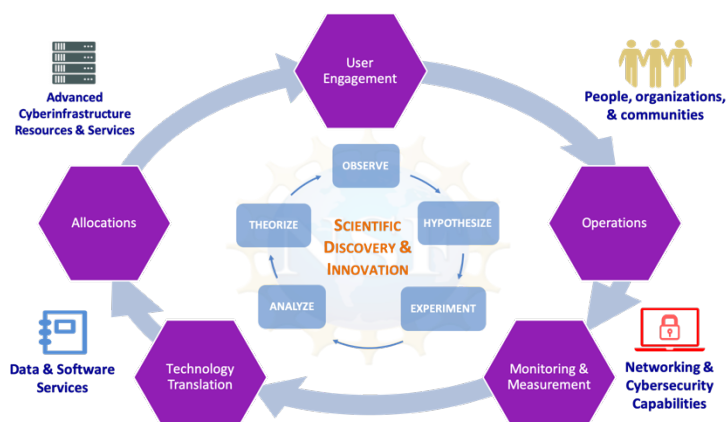 User
Engagement
Advanced
Cyberinfrastructure
Resources & Services
People, organizations,
& communities
OBSERVE
Allocations
THEORIZE
SCIENTIFIC
DISCOVERY &
INNOVATION
HYPOTHESIZE
Operations
ANALYZE
EXPERIMENT
Data & Software
Services
Technology
Translation
Monitoring &
Measurement
Networking &
Cybersecurity
Capabilities